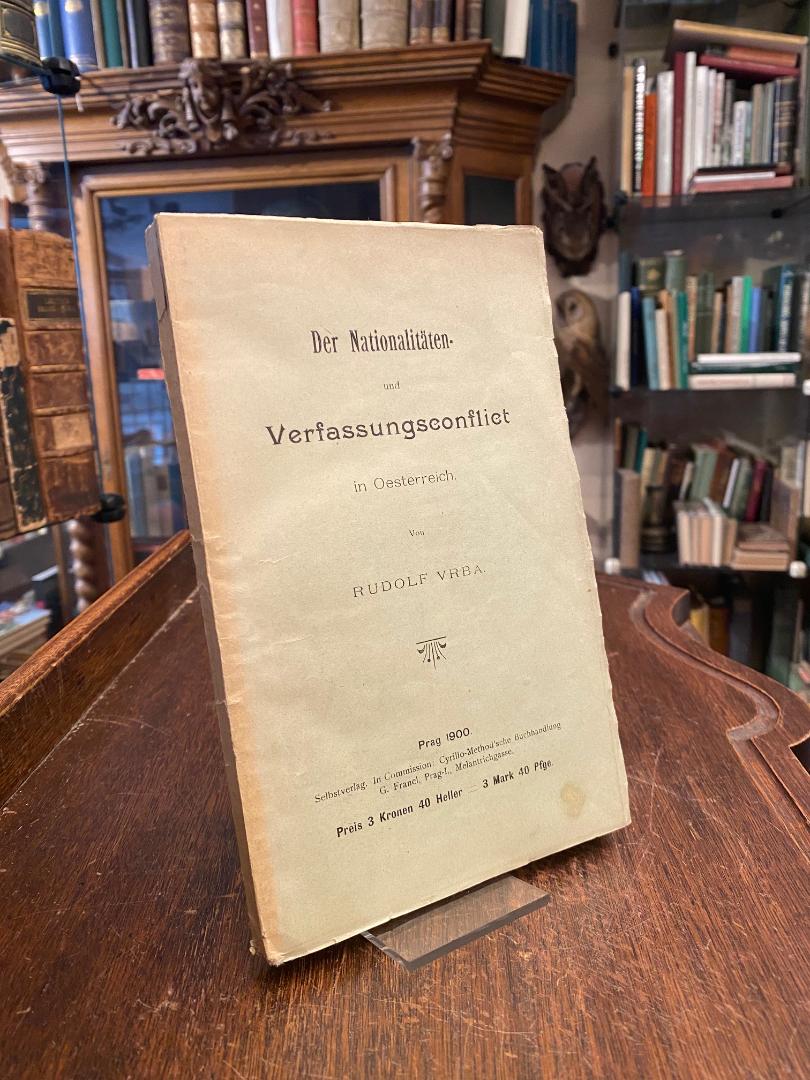 Der Nationalitäten-
und
Verfassungsconflict
in Oesterreich.
Von
RUDOLF VRBA.
Prag 1900.
Selbstverlag. In Commission: Cyrillo-Method'sche Buchhandlung
G. Francl, Prag-I., Melantrichgasse.
Preis 3 Kronen 40 Heller — 3 Mark 40 Pfge.